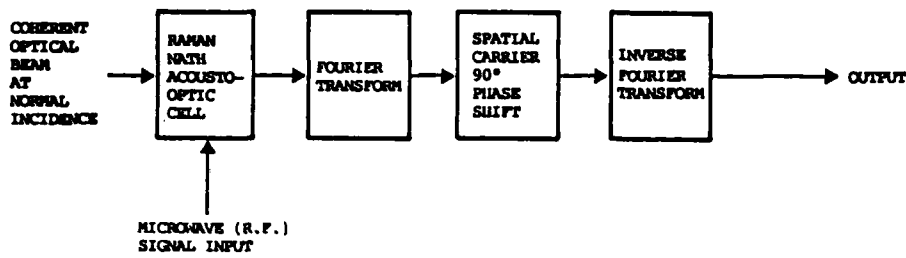 COHERENT
OPTICAL
BEAM
AT
NORMAL
INCIDENCE
RAMAN
NATH
ACOUSTO-
OPTIC
CELL
FOURIER
TRANSFORM
SPATIAL
CARRIER
90°
PHASE
SHIFT
INVERSE
FOURIER
TRANSFORM
OUTPUT
MICROWAVE (R.F.)
SIGNAL INPUT